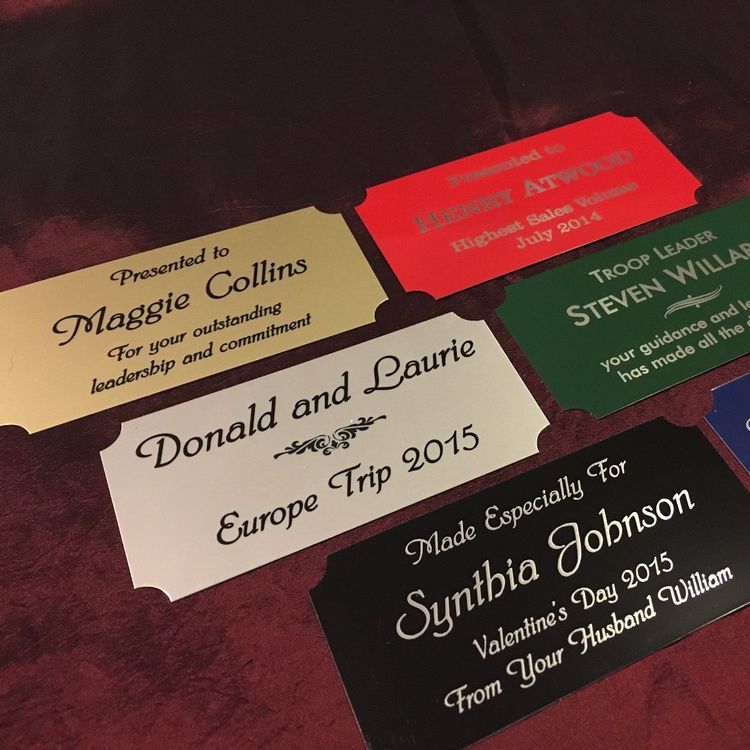 Presented to
Henry Atwood
Highest Sales Volume
July 2014
Presented to
Maggie Collins
For your outstanding
leadership and commitment
Troop Leader
Steven
your guidance and
has made all the
Donald and Laurie
Europe Trip 2015
Made Especially For
Synthia Johnson
Valentine's Day 2015
From Your Husband William